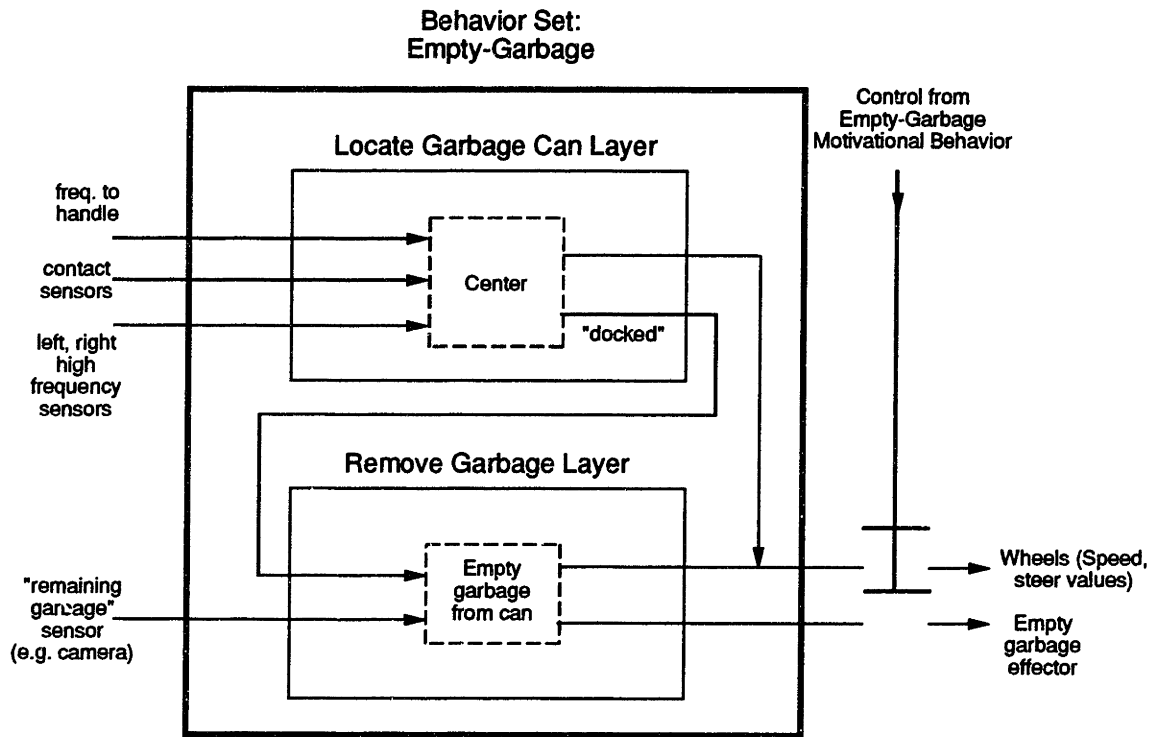 Behavior Set:
Empty-Garbage
Control from
Empty-Garbage
Motivational Behavior
Locate Garbage Can Layer
freq. to
handle
contact
sensors
left, right
high
frequency
sensors
Center
"docked"
Remove Garbage Layer
"remaining
garbage"
sensor
(e.g. camera)
Empty
garbage
from can
Wheels (Speed,
steer values)
Empty
garbage
effector